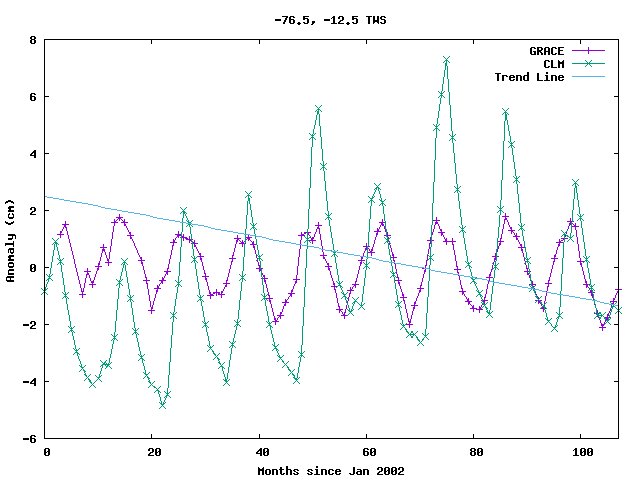 -76.5, -12.5 TWS
GRACE
CLM
Trend Line
8
6
4
2
0
-2
-4
-6
Anomaly (cm)
0 20 40 60 80 100
Months since Jan 2002